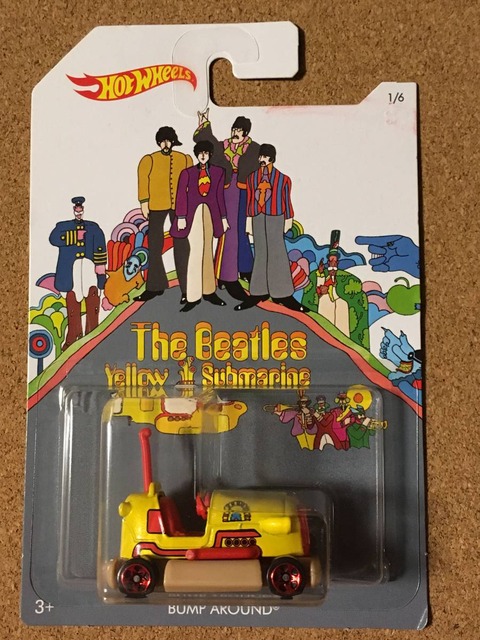 HOT WHEELS
1/6
The Beatles
Yellow Submarine
3+
BUMP AROUND®